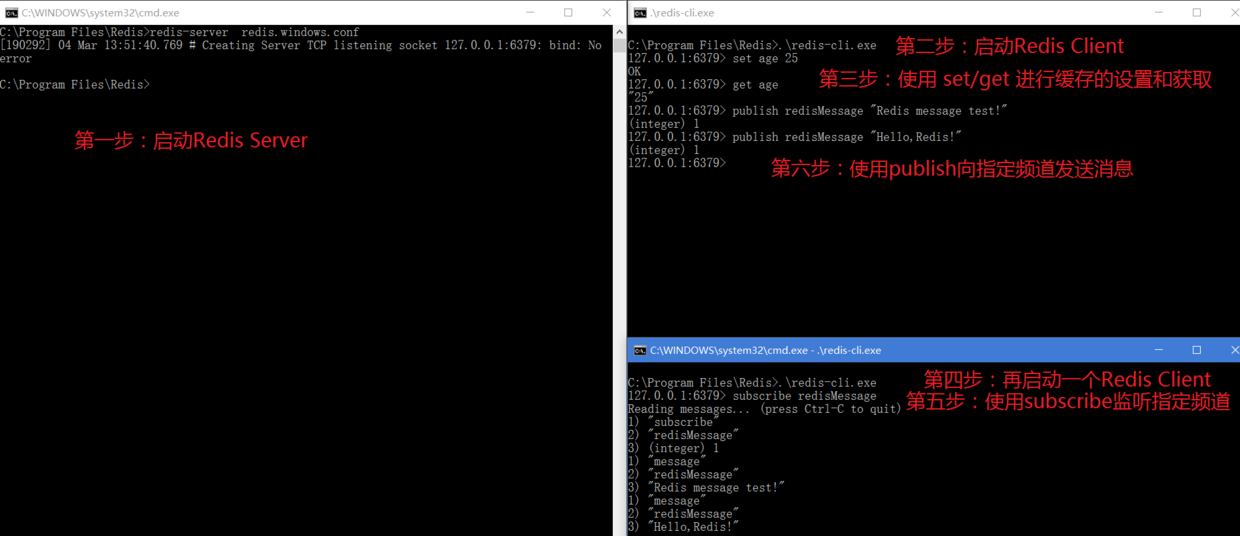 C:\WINDOWS\system32\cmd.exe
C:\Program Files\Redis>redis-server  redis.windows.conf
[190292] 04 Mar 13:51:40.769 # Creating Server TCP listening socket 127.0.0.1:6379: bind: No
error
C:\Program Files\Redis>
第一步：启动Redis Server
.\redis-cli.exe
C:\Program Files\Redis>.\redis-cli.exe
第二步：启动Redis Client
127.0.0.1:6379> set age 25
OK
第三步：使用 set/get 进行缓存的设置和获取
127.0.0.1:6379> get age
"25"
127.0.0.1:6379> publish redisMessage "Redis message test!"
(integer) 1
127.0.0.1:6379> publish redisMessage "Hello,Redis!"
(integer) 1
127.0.0.1:6379>
第六步：使用publish向指定频道发送消息
C:\WINDOWS\system32\cmd.exe - .\redis-cli.exe
C:\Program Files\Redis>.\redis-cli.exe
第四步：再启动一个Redis Client
127.0.0.1:6379> subscribe redisMessage
第五步：使用subscribe监听指定频道
Reading messages... (press Ctrl-C to quit)
1) "subscribe"
2) "redisMessage"
3) (integer) 1
1) "message"
2) "redisMessage"
3) "Redis message test!"
1) "message"
2) "redisMessage"
3) "Hello,Redis!"